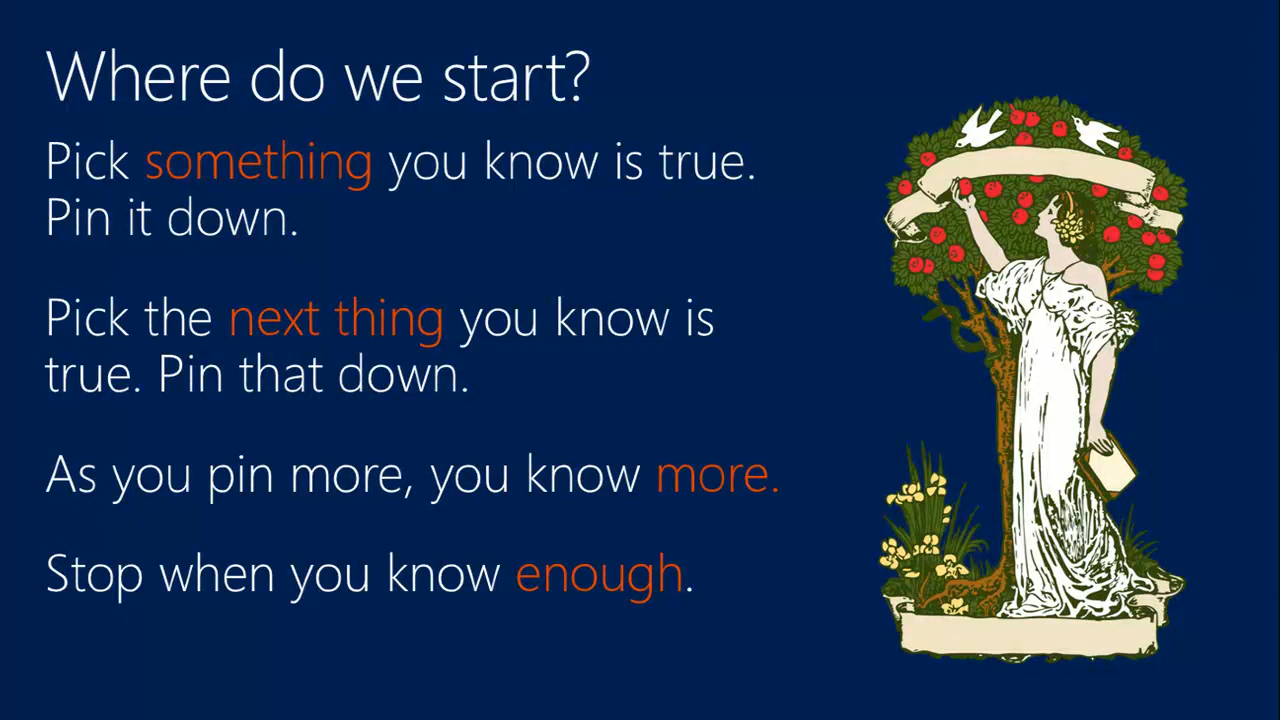 Where do we start?
Pick something you know is true.
Pin it down.
Pick the next thing you know is
true. Pin that down.
As you pin more, you know more.
Stop when you know enough.